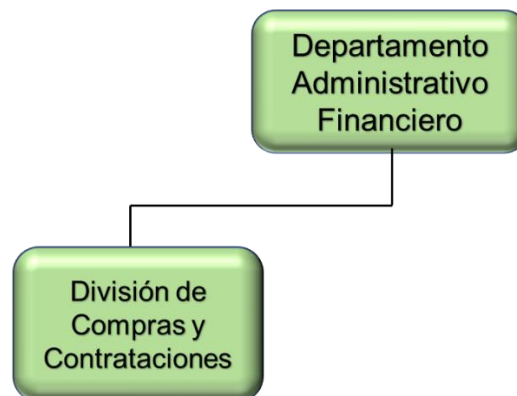 Departamento
Administrativo
Financiero
División de
Compras y
Contrataciones